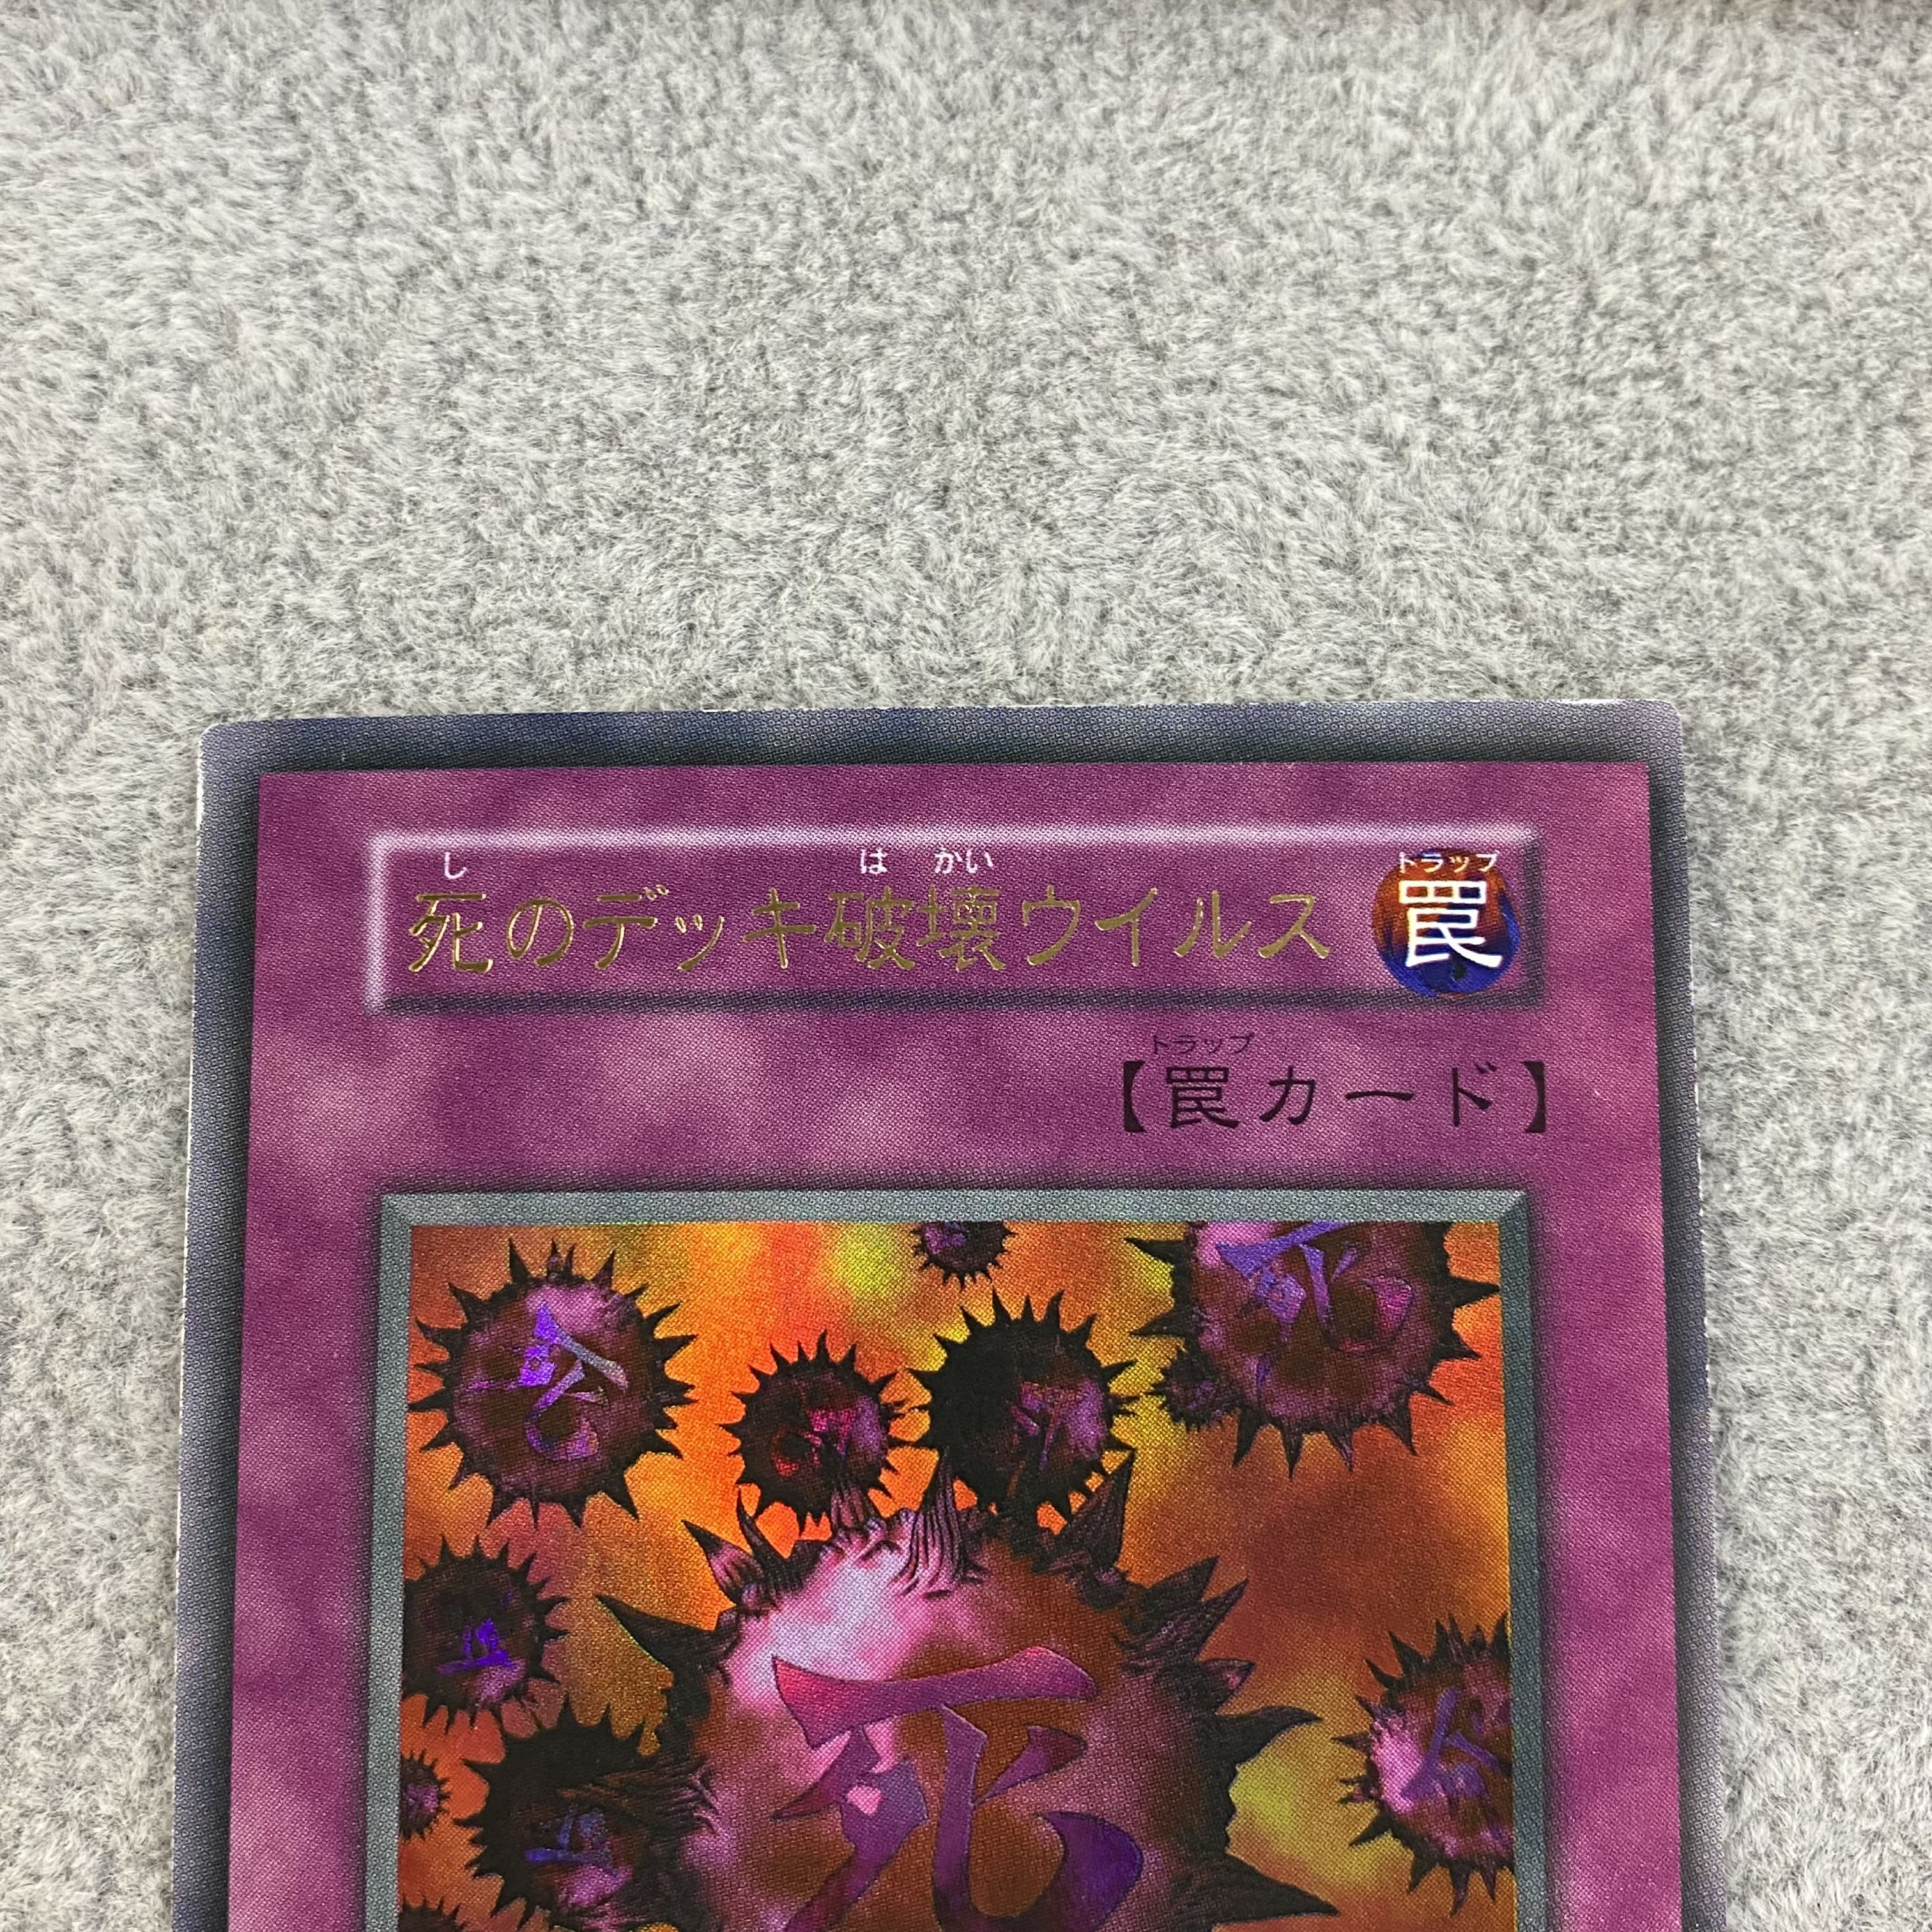 し は かい トラップ
死のデッキ破壊ウイルス 罠
トラップ
【罠カード】
死